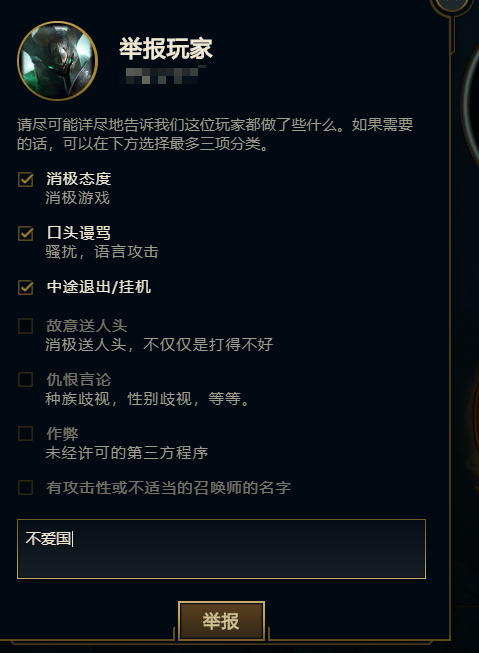 举报玩家
请尽可能详尽地告诉我们这位玩家都做了些什么。如果需要
的话，可以在下方选择最多三项分类。
消极态度
消极游戏
口头谩骂
骚扰，语言攻击
中途退出/挂机
故意送人头
消极送人头，不仅仅是打得不好
仇恨言论
种族歧视，性别歧视，等等。
作弊
未经许可的第三方程序
有攻击性或不适当的召唤师的名字
不爱国
举报